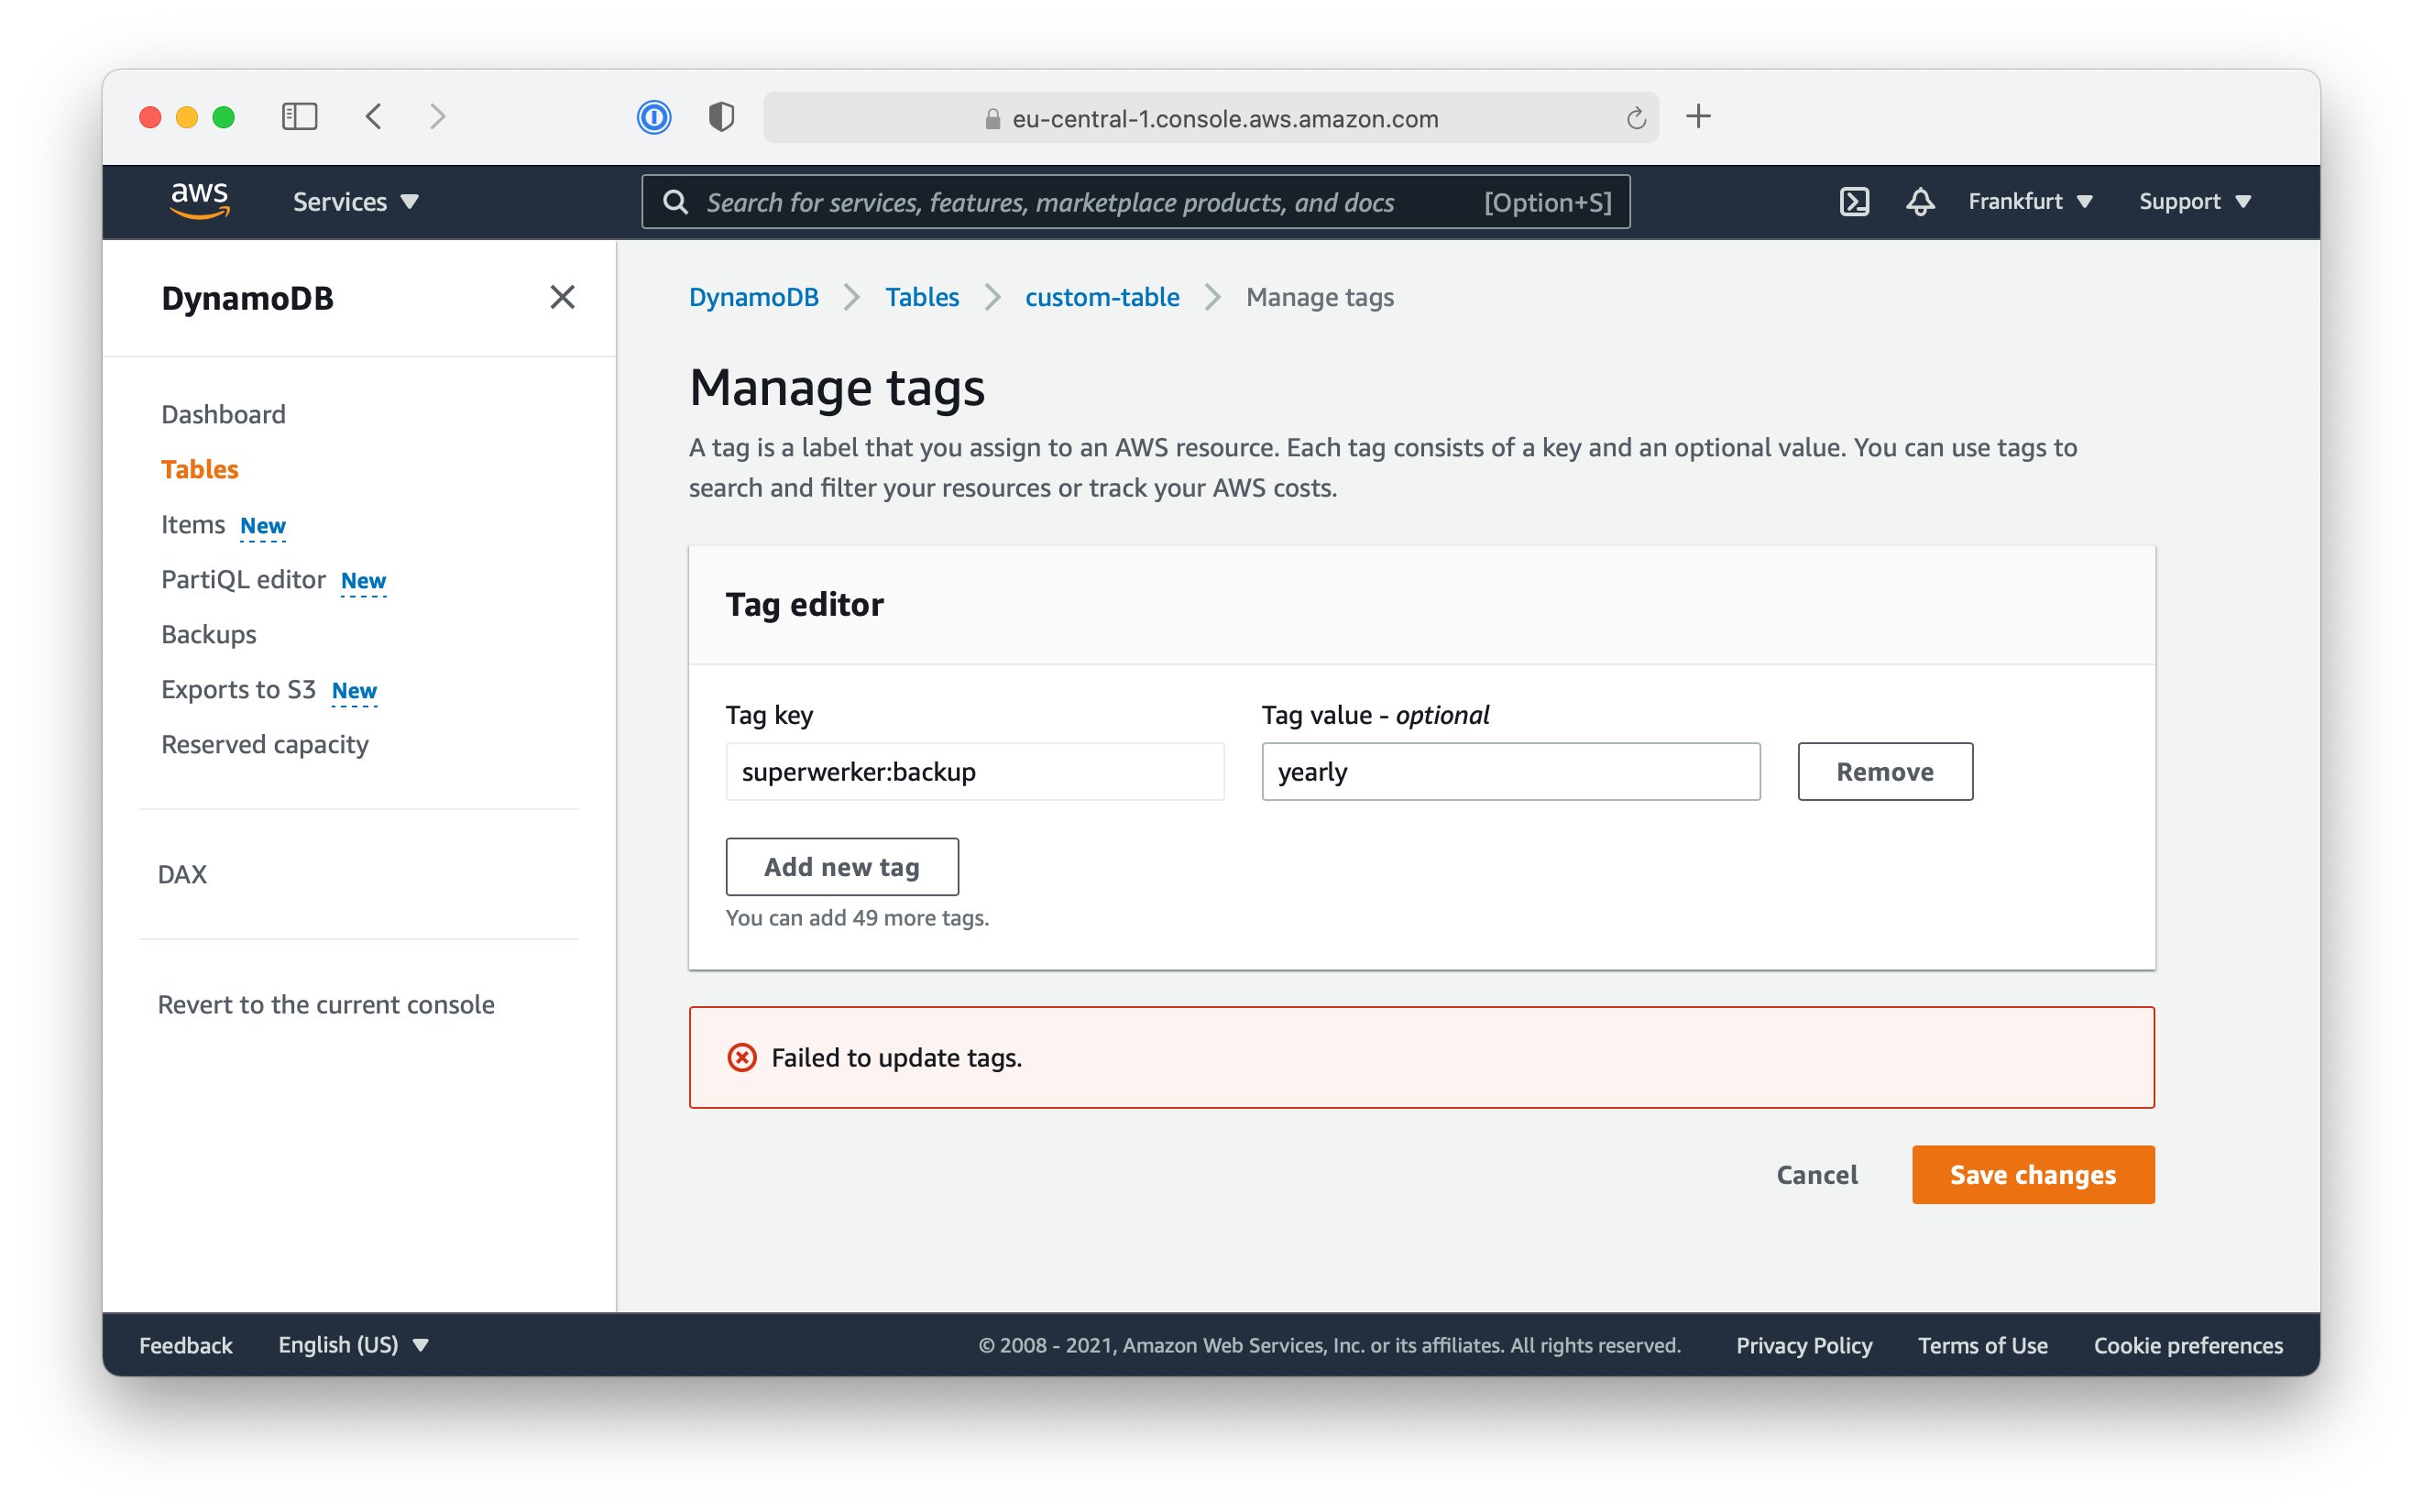 eu-central-1.console.aws.amazon.com
aws
Services
Search for services, features, marketplace products, and docs
[Option+S]
Frankfurt
Support
DynamoDB
Dashboard
Tables
Items New
PartiQL editor New
Backups
Exports to S3 New
Reserved capacity
DAX
Revert to the current console
DynamoDB
Tables
custom-table
Manage tags
Manage tags
A tag is a label that you assign to an AWS resource. Each tag consists of a key and an optional value. You can use tags to
search and filter your resources or track your AWS costs.
Tag editor
Tag key
Tag value - optional
superwerker:backup
yearly
Remove
Add new tag
You can add 49 more tags.
Failed to update tags.
Cancel
Save changes
Feedback
English (US)
© 2008 - 2021, Amazon Web Services, Inc. or its affiliates. All rights reserved.
Privacy Policy
Terms of Use
Cookie preferences